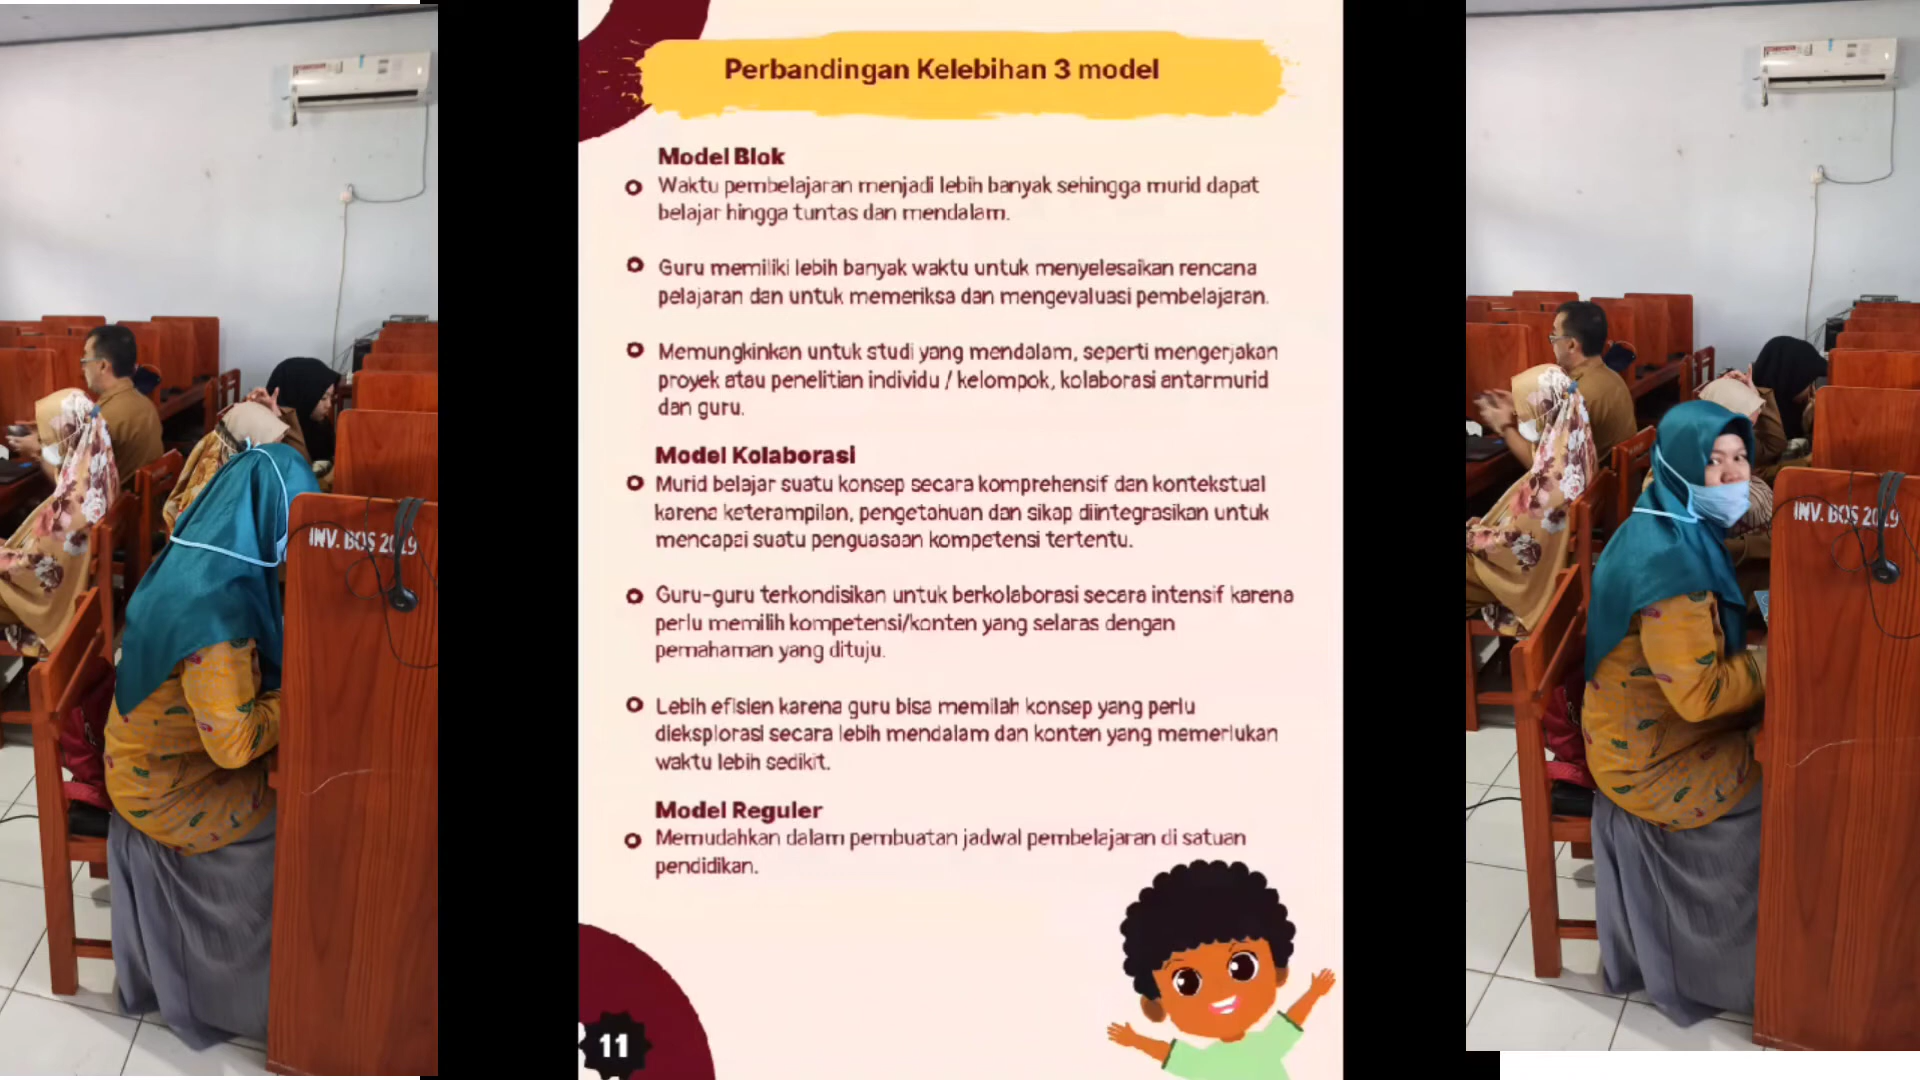 Perbandingan Kelebihan 3 model
Model Blok
Waktu pembelajaran menjadi lebih banyak sehingga murid dapat
belajar hingga tuntas dan mendalam.
Guru memiliki lebih banyak waktu untuk menyelesaikan rencana
pelajaran dan untuk memeriksa dan mengevaluasi pembelajaran.
Memungkinkan untuk studi yang mendalam, seperti mengerjakan
proyek atau penelitian individu / kelompok, kolaborasi antarmurid
dan guru.
Model Kolaborasi
Murid belajar suatu konsep secara komprehensif dan kontekstual
karena keterampilan, pengetahuan dan sikap diintegrasikan untuk
mencapai suatu penguasaan kompetensi tertentu.
Guru-guru terkondisikan untuk berkolaborasi secara intensif karena
perlu memilih kompetensi/konten yang selaras dengan
pemahaman yang dituju.
Lebih efisien karena guru bisa memilah konsep yang perlu
dieksplorasi secara lebih mendalam dan konten yang memerlukan
waktu lebih sedikit.
Model Reguler
Memudahkan dalam pembuatan jadwal pembelajaran di satuan
pendidikan.
11
INV. BOS 2019
INV. BOS 2019